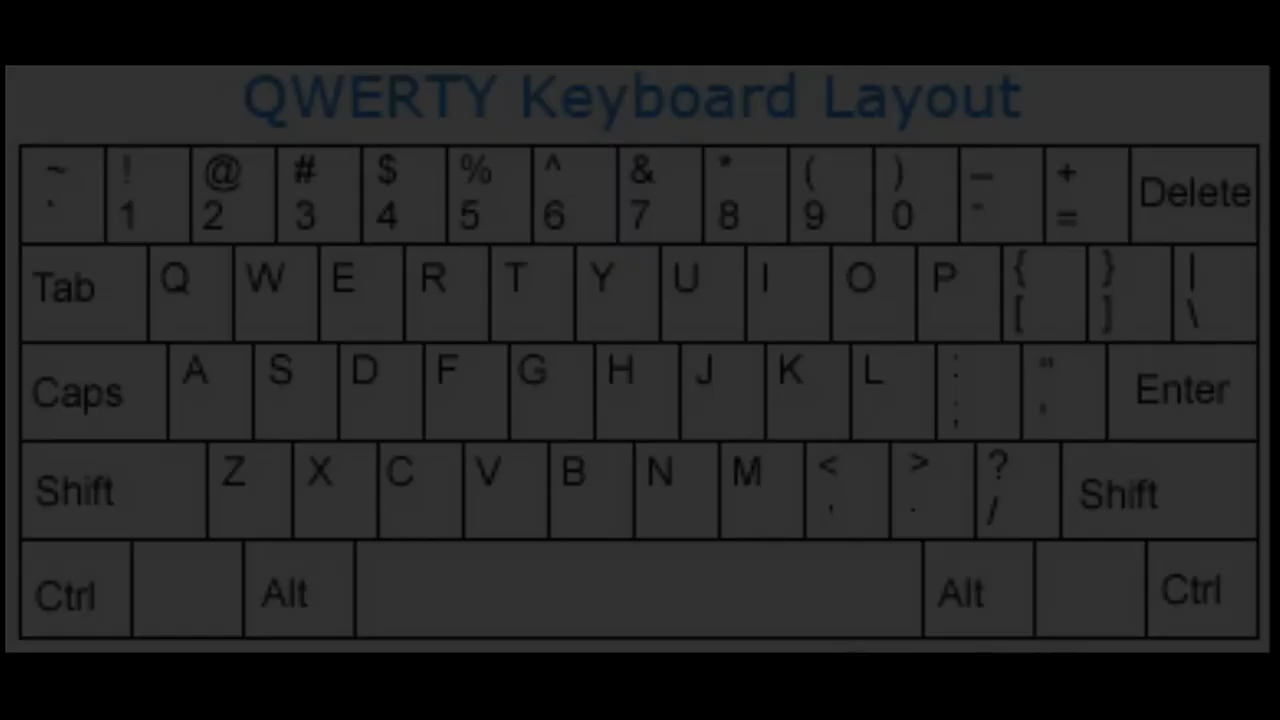 QWERTY Keyboard Layout
~ ! @ # $ % ^ & * ( ) _ +
` 1 2 3 4 5 6 7 8 9 0 - = Delete
Tab Q W E R T Y U I O P { } |
[ ] \
Caps A S D F G H J K L : " Enter
; '
Shift Z X C V B N M < > ? Shift
, . /
Ctrl Alt Alt Ctrl